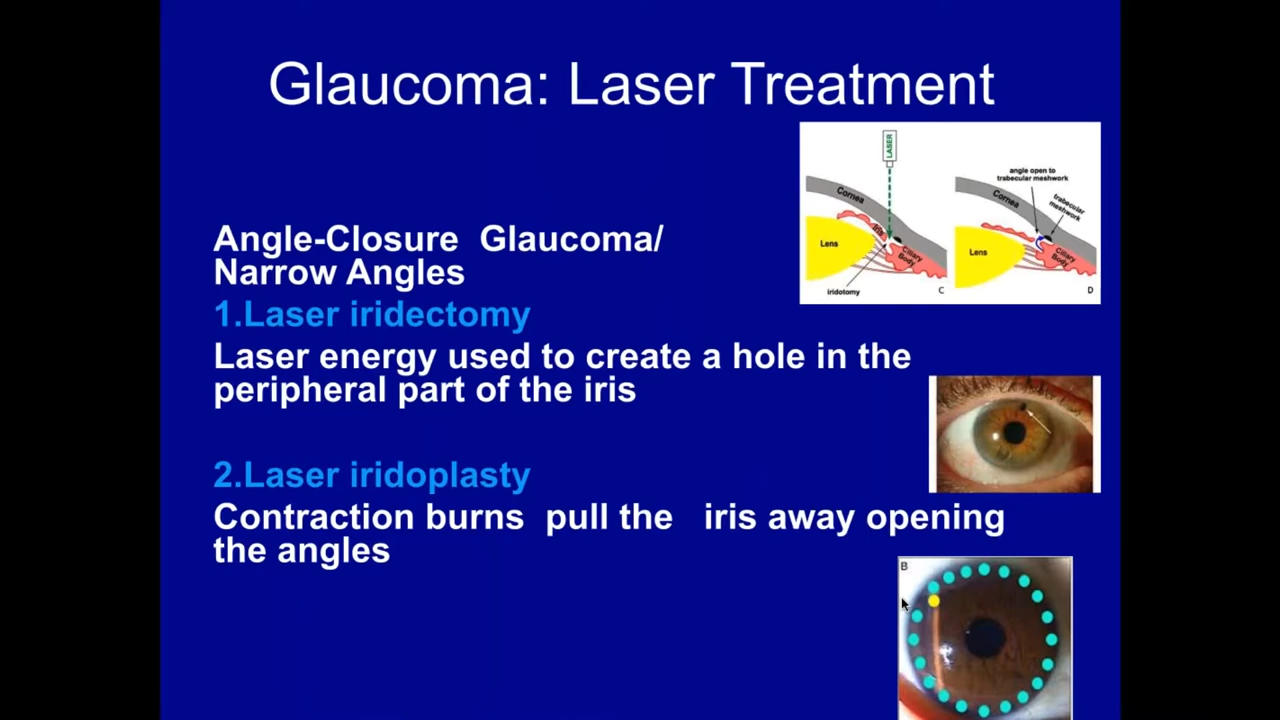 Glaucoma: Laser Treatment
LASER
Cornea
Iris
Lens
Ciliary
Body
iridotomy
C
angle open to
trabecular meshwork
Cornea
trabecular
meshwork
Lens
Ciliary
Body
D
Angle-Closure Glaucoma/
Narrow Angles
1.Laser iridectomy
Laser energy used to create a hole in the
peripheral part of the iris
2.Laser iridoplasty
Contraction burns pull the iris away opening
the angles
B